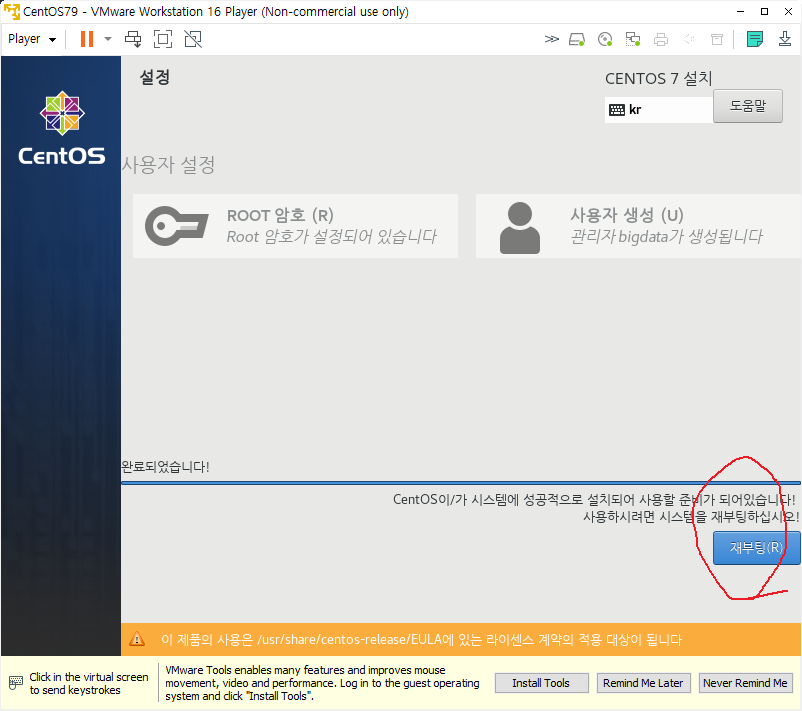 CentOS79 - VMware Workstation 16 Player (Non-commercial use only)
Player
설정
CENTOS 7 설치
kr
도움말
CentOS
사용자 설정
ROOT 암호 (R)
Root 암호가 설정되어 있습니다
사용자 생성 (U)
관리자 bigdata가 생성됩니다
완료되었습니다!
CentOS이/가 시스템에 성공적으로 설치되어 사용할 준비가 되어있습니다!
사용하시려면 시스템을 재부팅하십시오!
재부팅(R)
이 제품의 사용은 /usr/share/centos-release/EULA에 있는 라이센스 계약의 적용 대상이 됩니다
Click in the virtual screen
to send keystrokes
VMware Tools enables many features and improves mouse
movement, video and performance. Log in to the guest operating
system and click "Install Tools".
Install Tools
Remind Me Later
Never Remind Me